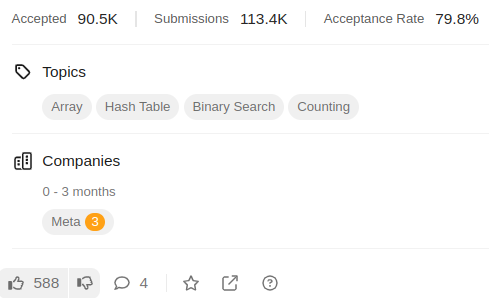 Accepted 90.5K Submissions 113.4K Acceptance Rate 79.8%
Topics
Array Hash Table Binary Search Counting
Companies
0 - 3 months
Meta 3
588 4